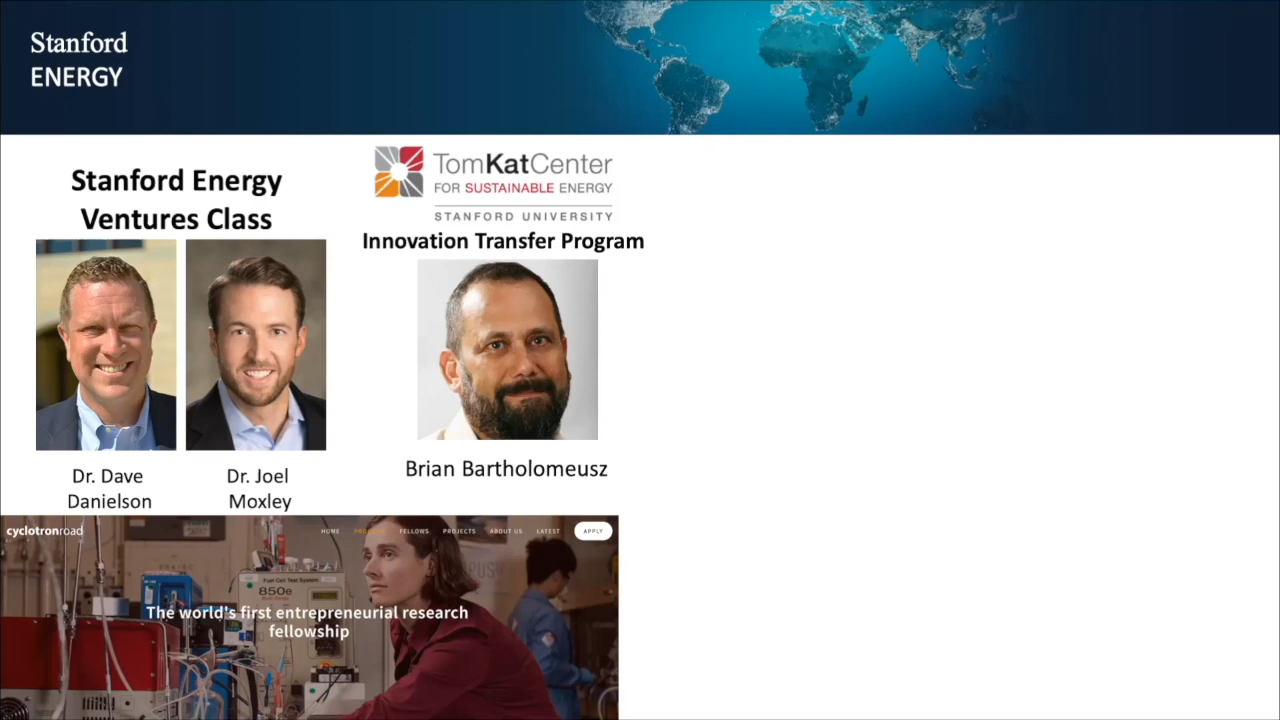 Stanford
ENERGY
Stanford Energy
Ventures Class
TomKatCenter
FOR SUSTAINABLE ENERGY
STANFORD UNIVERSITY
Innovation Transfer Program
Dr. Dave
Danielson
Dr. Joel
Moxley
Brian Bartholomeusz
cyclotronroad
HOME
FELLOWS
PROJECTS
ABOUT US
LATEST
APPLY
Fuel Cell Test System
850e
The world's first entrepreneurial research
fellowship